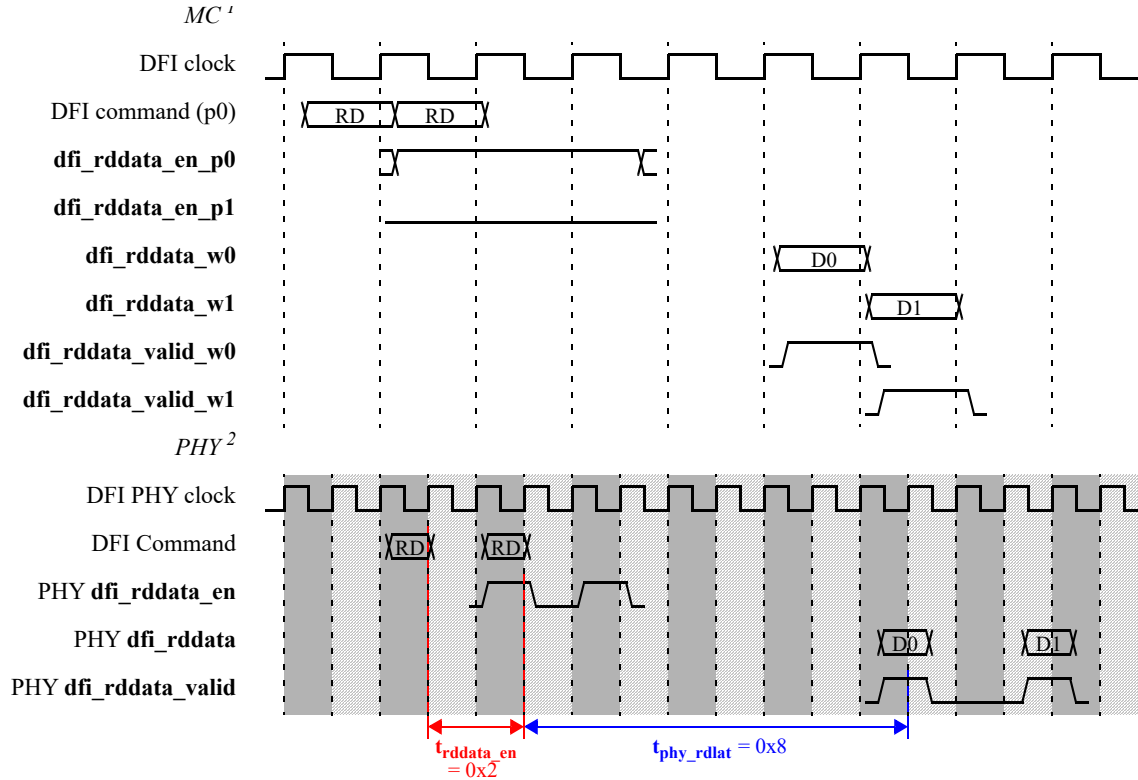 MC 1
DFI clock
DFI command (p0) RD RD
dfi_rddata_en_p0
dfi_rddata_en_p1
dfi_rddata_w0 D0
dfi_rddata_w1 D1
dfi_rddata_valid_w0
dfi_rddata_valid_w1
PHY 2
DFI PHY clock
DFI Command RD RD
PHY dfi_rddata_en
PHY dfi_rddata D0 D1
PHY dfi_rddata_valid
trddata_en tphy_rdlat = 0x8
= 0x2